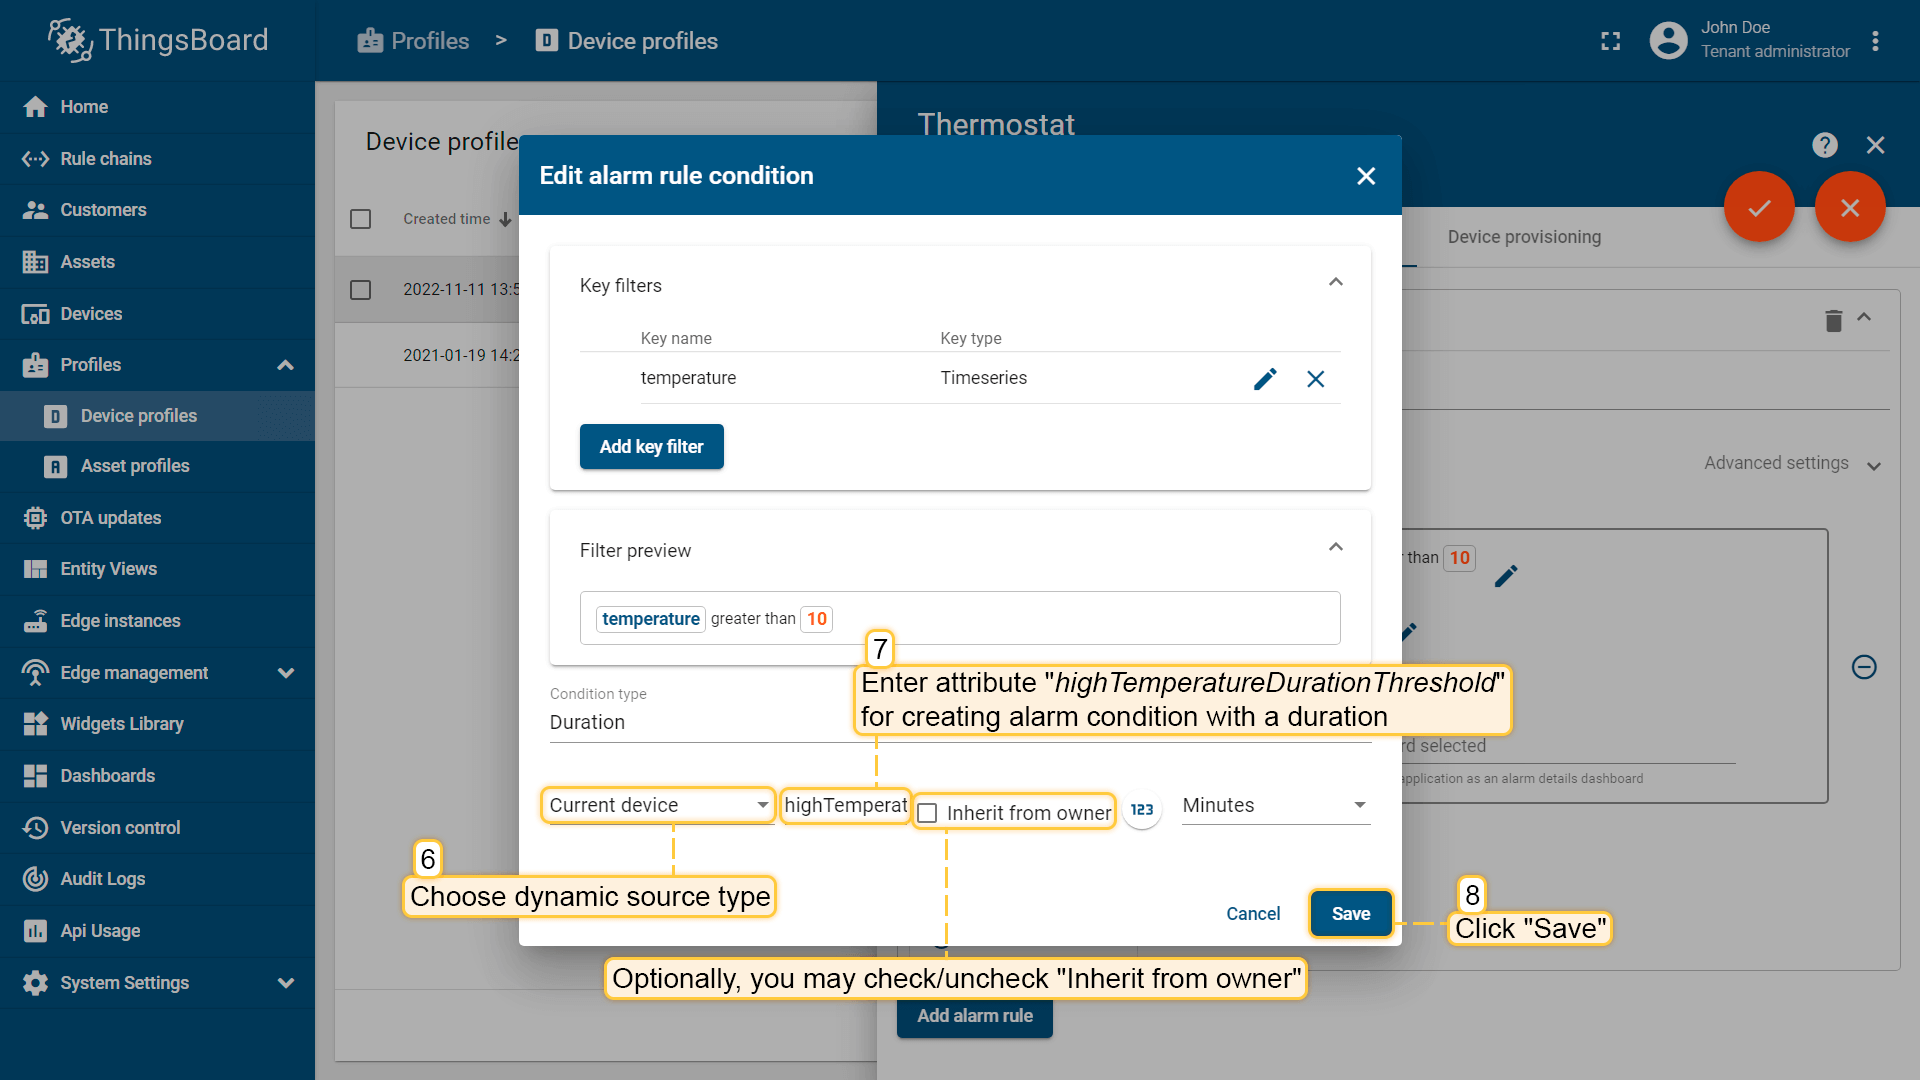 ThingsBoard
Profiles > Device profiles
John Doe
Tenant administrator
Home
Rule chains
Customers
Assets
Devices
Profiles
Device profiles
Asset profiles
OTA updates
Entity Views
Edge instances
Edge management
Widgets Library
Dashboards
Version control
Audit Logs
Api Usage
System Settings
Device profile
Created time
2022-11-11 13:5
2021-01-19 14:2
Thermostat
Device provisioning
Advanced settings
than 10
rd selected
application as an alarm details dashboard
Add alarm rule
Edit alarm rule condition
Key filters
Key name Key type
temperature Timeseries
Add key filter
Filter preview
temperature greater than 10
7
Enter attribute "highTemperatureDurationThreshold"
for creating alarm condition with a duration
Condition type
Duration
Current device highTemperat Inherit from owner 123 Minutes
6
Choose dynamic source type
Cancel Save
8
Click "Save"
Optionally, you may check/uncheck "Inherit from owner"